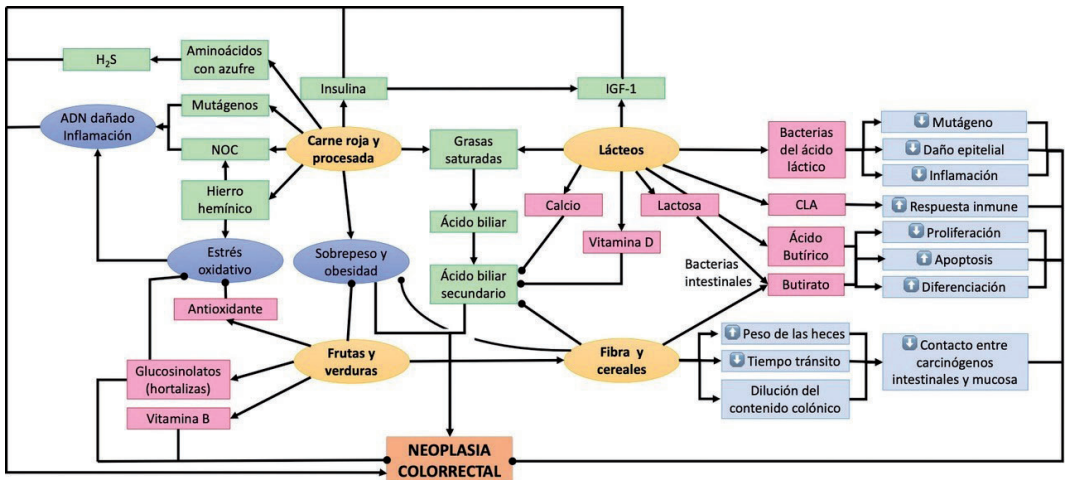 H₂S
Aminoácidos
con azufre
Insulina
IGF-1
ADN dañado
Inflamación
Mutágenos
NOC
Hierro
hemínico
Carne roja y
procesada
Grasas
saturadas
Lácteos
Bacterias
del ácido
láctico
⬇ Mutágeno
⬇ Daño epitelial
⬇ Inflamación
Ácido biliar
Calcio
Vitamina D
Lactosa
CLA
⬆ Respuesta inmune
Ácido
Butírico
Butirato
⬇ Proliferación
⬆ Apoptosis
⬆ Diferenciación
Estrés
oxidativo
Sobrepeso y
obesidad
Ácido biliar
secundario
Bacterias
intestinales
Antioxidante
Frutas y
verduras
Fibra y
cereales
⬆ Peso de las heces
⬇ Tiempo tránsito
Dilución del
contenido colónico
⬇ Contacto entre
carcinógenos
intestinales y mucosa
Glucosinolatos
(hortalizas)
Vitamina B
NEOPLASIA
COLORRECTAL